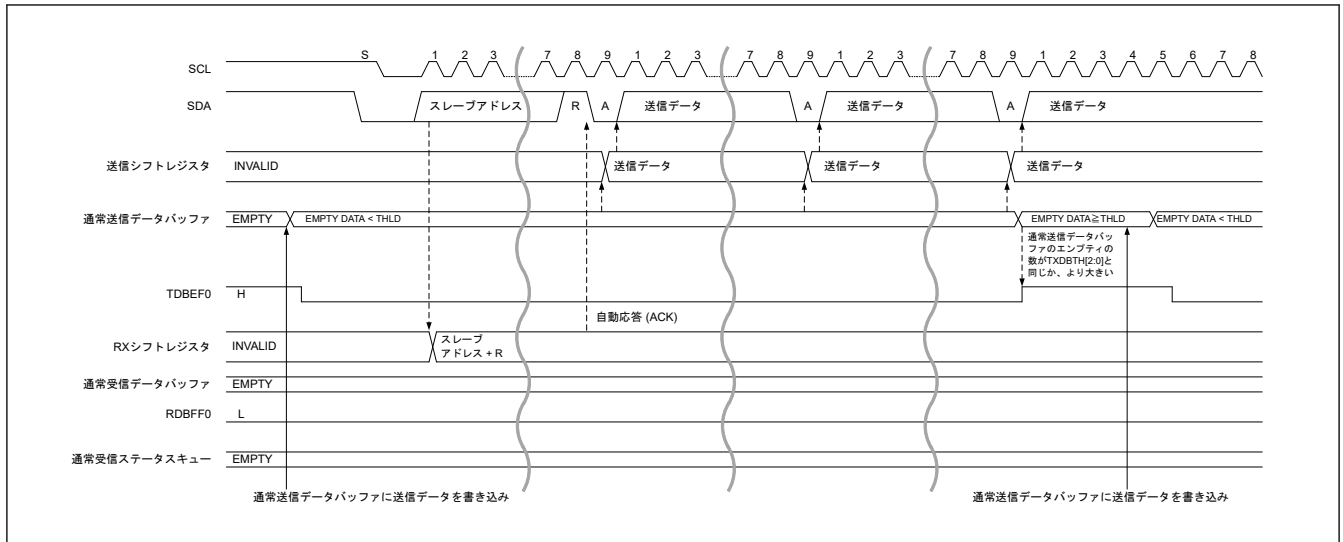 S 1 2 3 7 8 9 1 2 3 7 8 9 1 2 3 7 8 9 1 2 3 4 5 6 7 8
SCL
SDA スレーブアドレス R A 送信データ A 送信データ A 送信データ
送信シフトレジスタ INVALID 送信データ 送信データ 送信データ
通常送信データバッファ EMPTY EMPTY DATA < THLD EMPTY DATA≧THLD EMPTY DATA < THLD
通常送信データバッ
ファのエンプティの
数がTXDBTH[2:0]と
同じか、より大きい
TDBEF0 H
自動応答 (ACK)
RXシフトレジスタ INVALID スレーブ
アドレス + R
通常受信データバッファ EMPTY
RDBFF0 L
通常受信ステータスキュー EMPTY
通常送信データバッファに送信データを書き込み 通常送信データバッファに送信データを書き込み